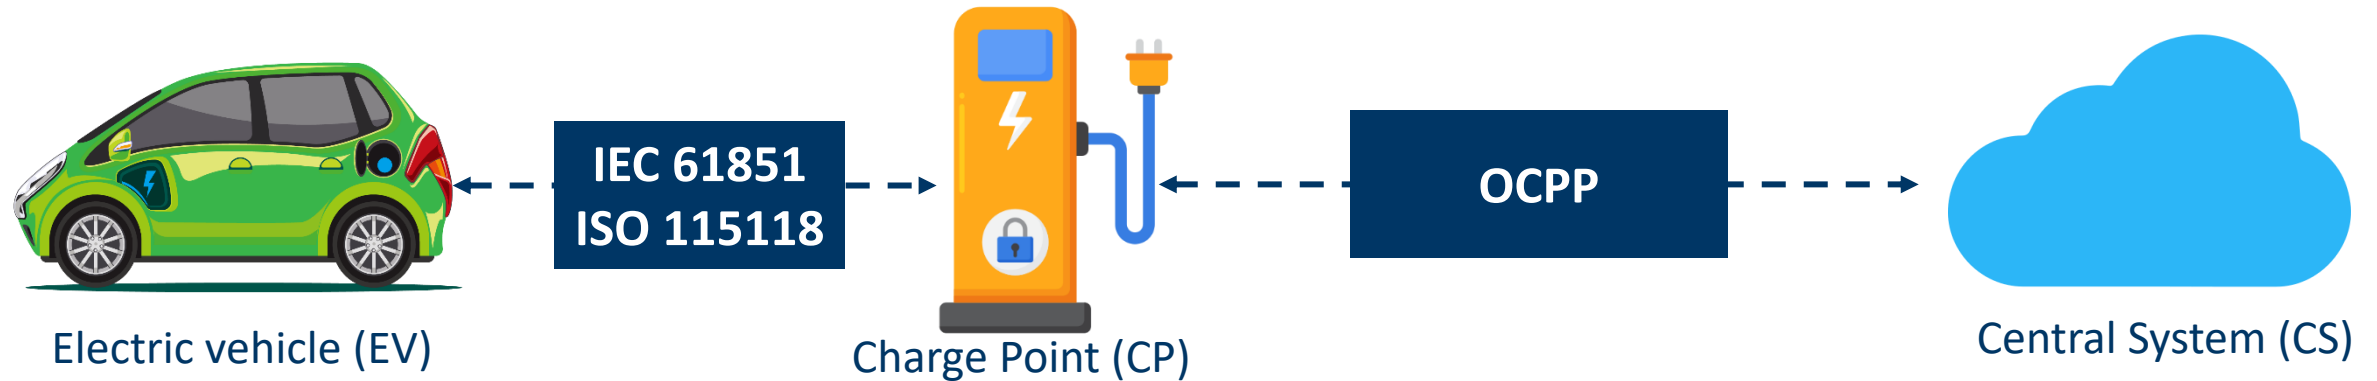 IEC 61851
ISO 115118
OCPP
Electric vehicle (EV)
Charge Point (CP)
Central System (CS)